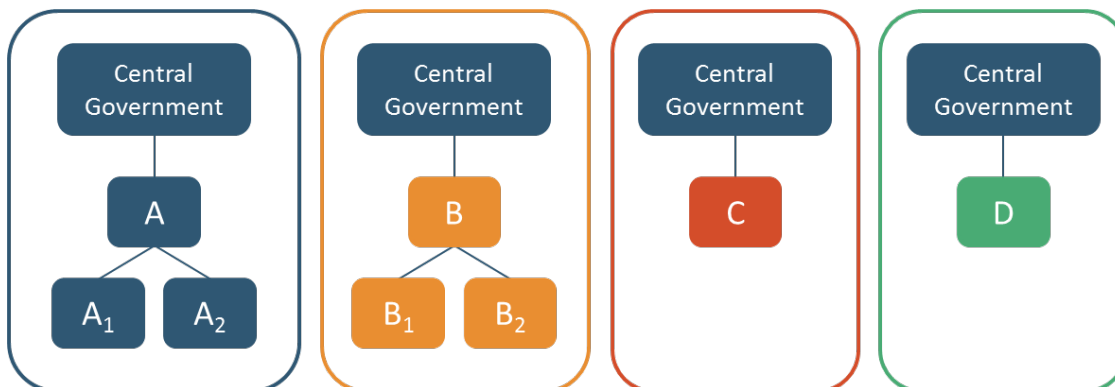 Central
Government
A
A₁
A₂
Central
Government
B
B₁
B₂
Central
Government
C
Central
Government
D